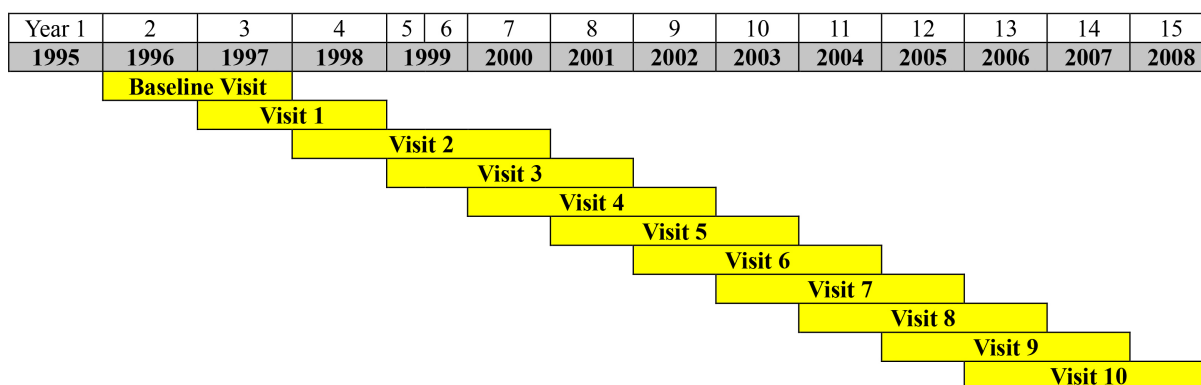 Year 1 2 3 4 5 6 7 8 9 10 11 12 13 14 15
1995 1996 1997 1998 1999 2000 2001 2002 2003 2004 2005 2006 2007 2008
Baseline Visit
Visit 1
Visit 2
Visit 3
Visit 4
Visit 5
Visit 6
Visit 7
Visit 8
Visit 9
Visit 10